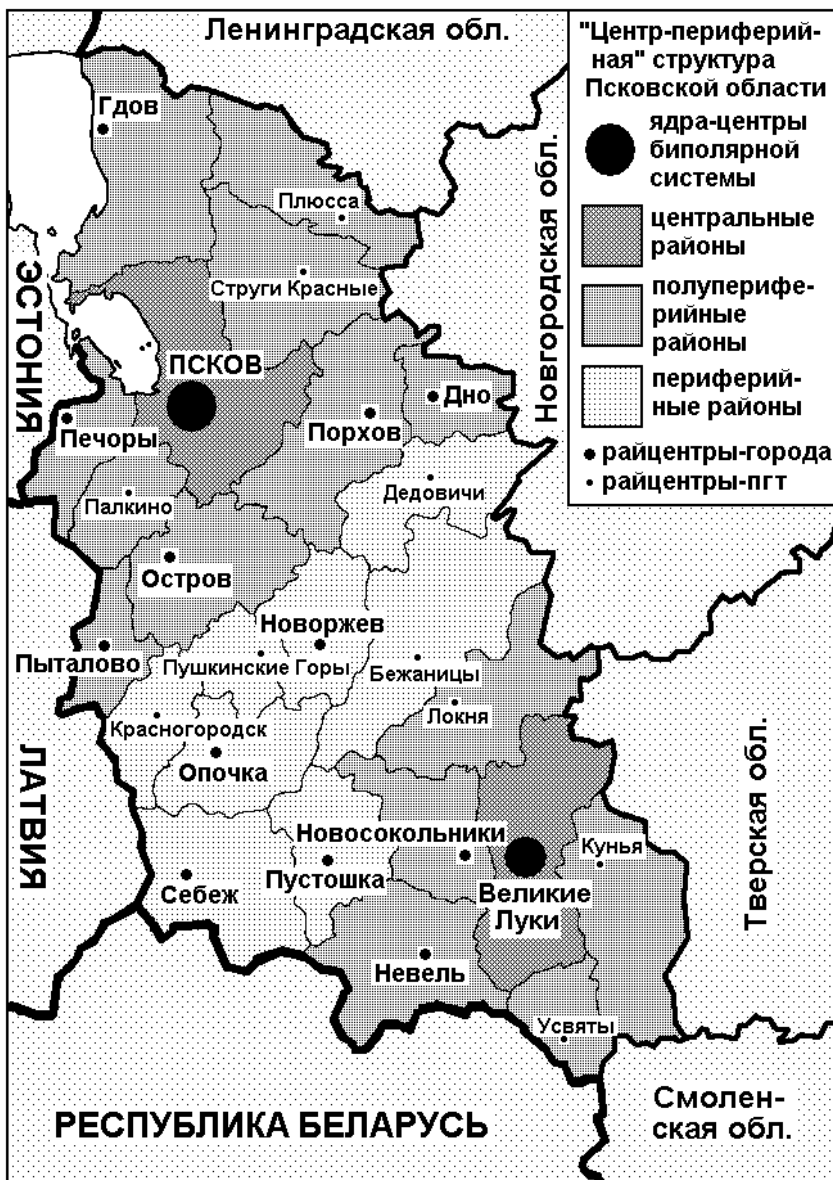 Ленинградская обл.
"Центр-перифе­рий-
ная" структура
Псковской области
ядра-центры
биполярной
системы
центральные
районы
полуперифе-
рийные
районы
периферий-
ные районы
райцентры-города
райцентры-пгт
Гдов
Плюсса
Струги Красные
ЭСТОНИЯ
Новгородская обл.
ПСКОВ
Дно
Печоры
Порхов
Дедовичи
Палкино
Остров
Новоржев
Пыталово
Пушкинские Горы
Бежаницы
Локня
Красногородск
Опочка
ЛАТВИЯ
Тверская обл.
Новосокольники
Кунья
Себеж
Пустошка
Великие
Луки
Невель
Усвяты
РЕСПУБЛИКА БЕЛАРУСЬ
Смолен-
ская обл.